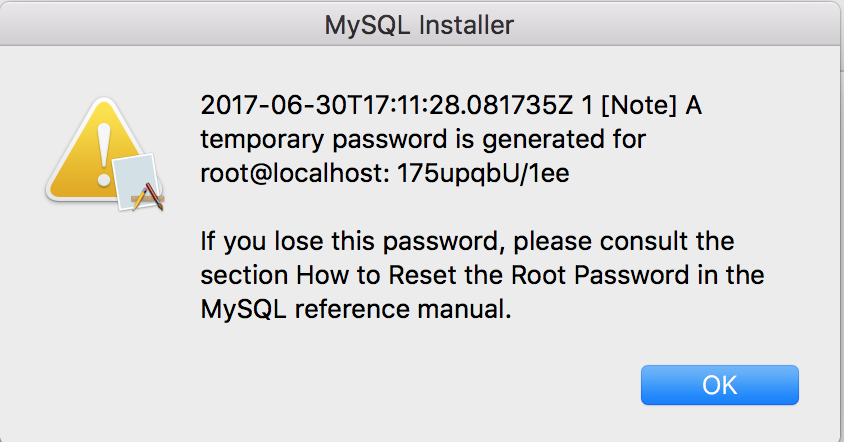 MySQL Installer
2017-06-30T17:11:28.081735Z 1 [Note] A
temporary password is generated for
root@localhost: 175upqbU/1ee
If you lose this password, please consult the
section How to Reset the Root Password in the
MySQL reference manual.
OK